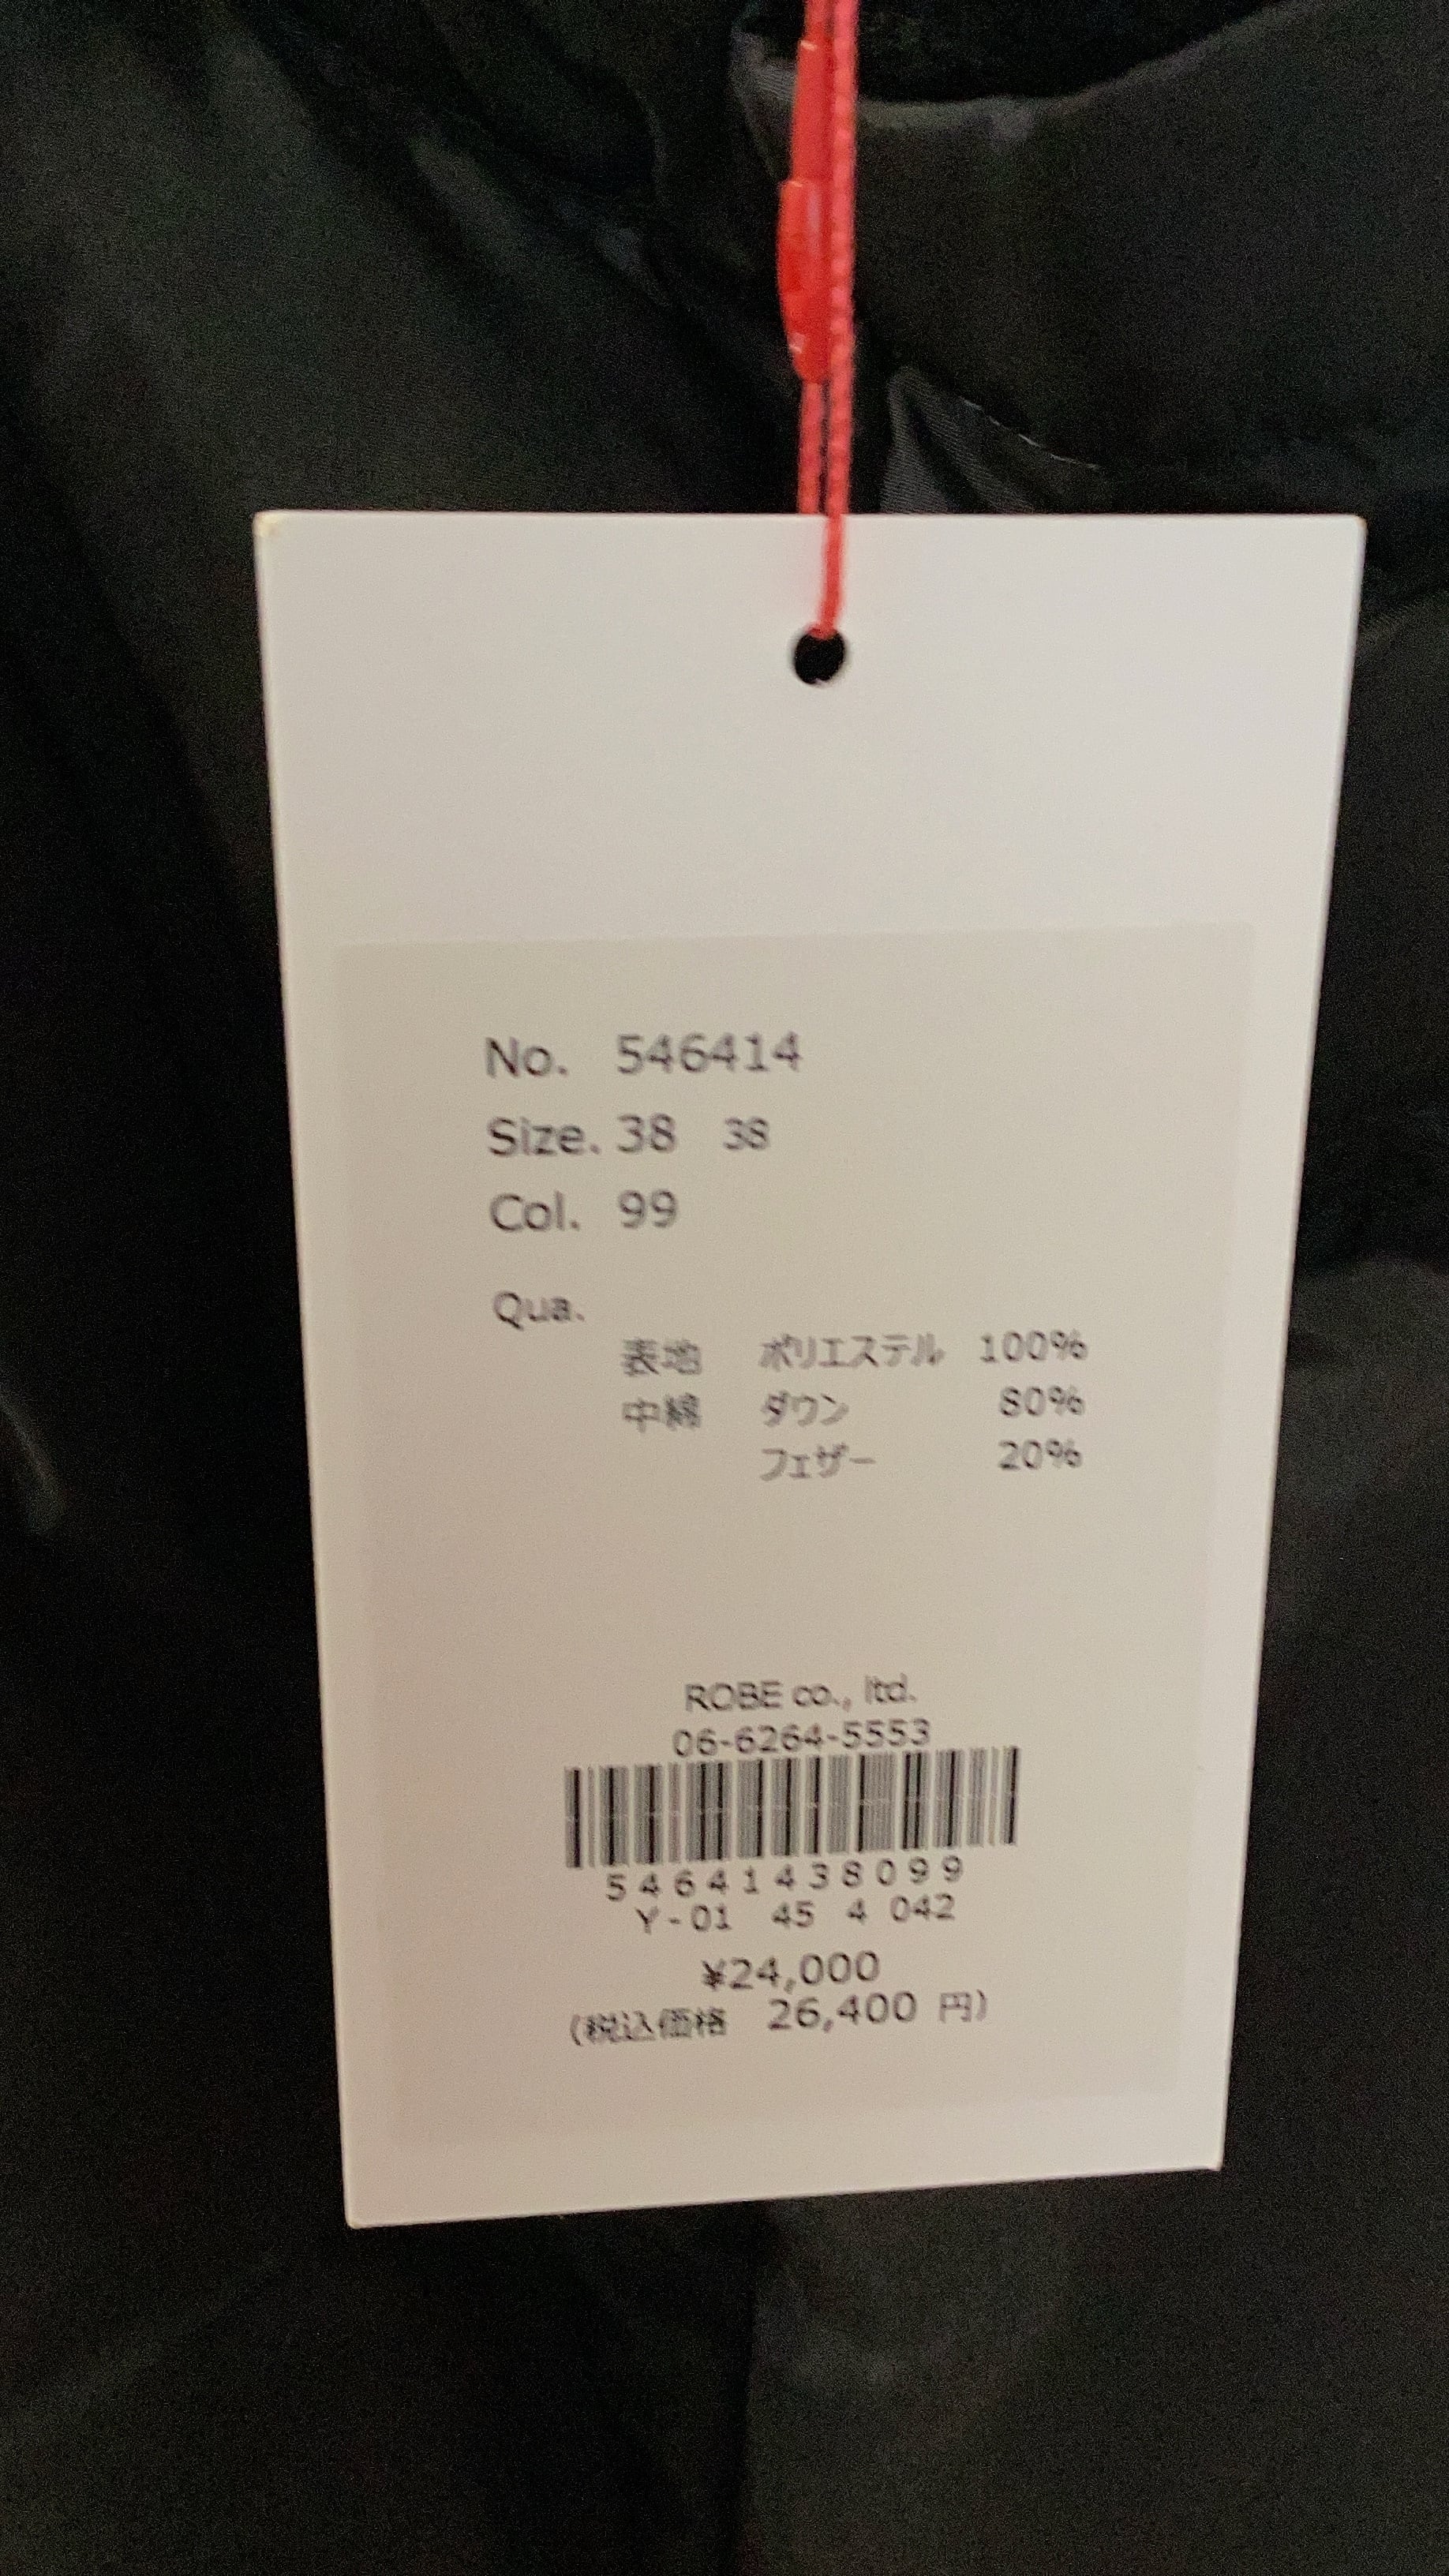 No. 546414
Size. 38 38
Col. 99
Qua.
表地 ポリエステル 100%
中綿 ダウン 80%
フェザー 20%
ROBE co., ltd.
06-6264-5553
54641438099
Y-01 45 4 042
¥24,000
(税込価格 26,400 円)